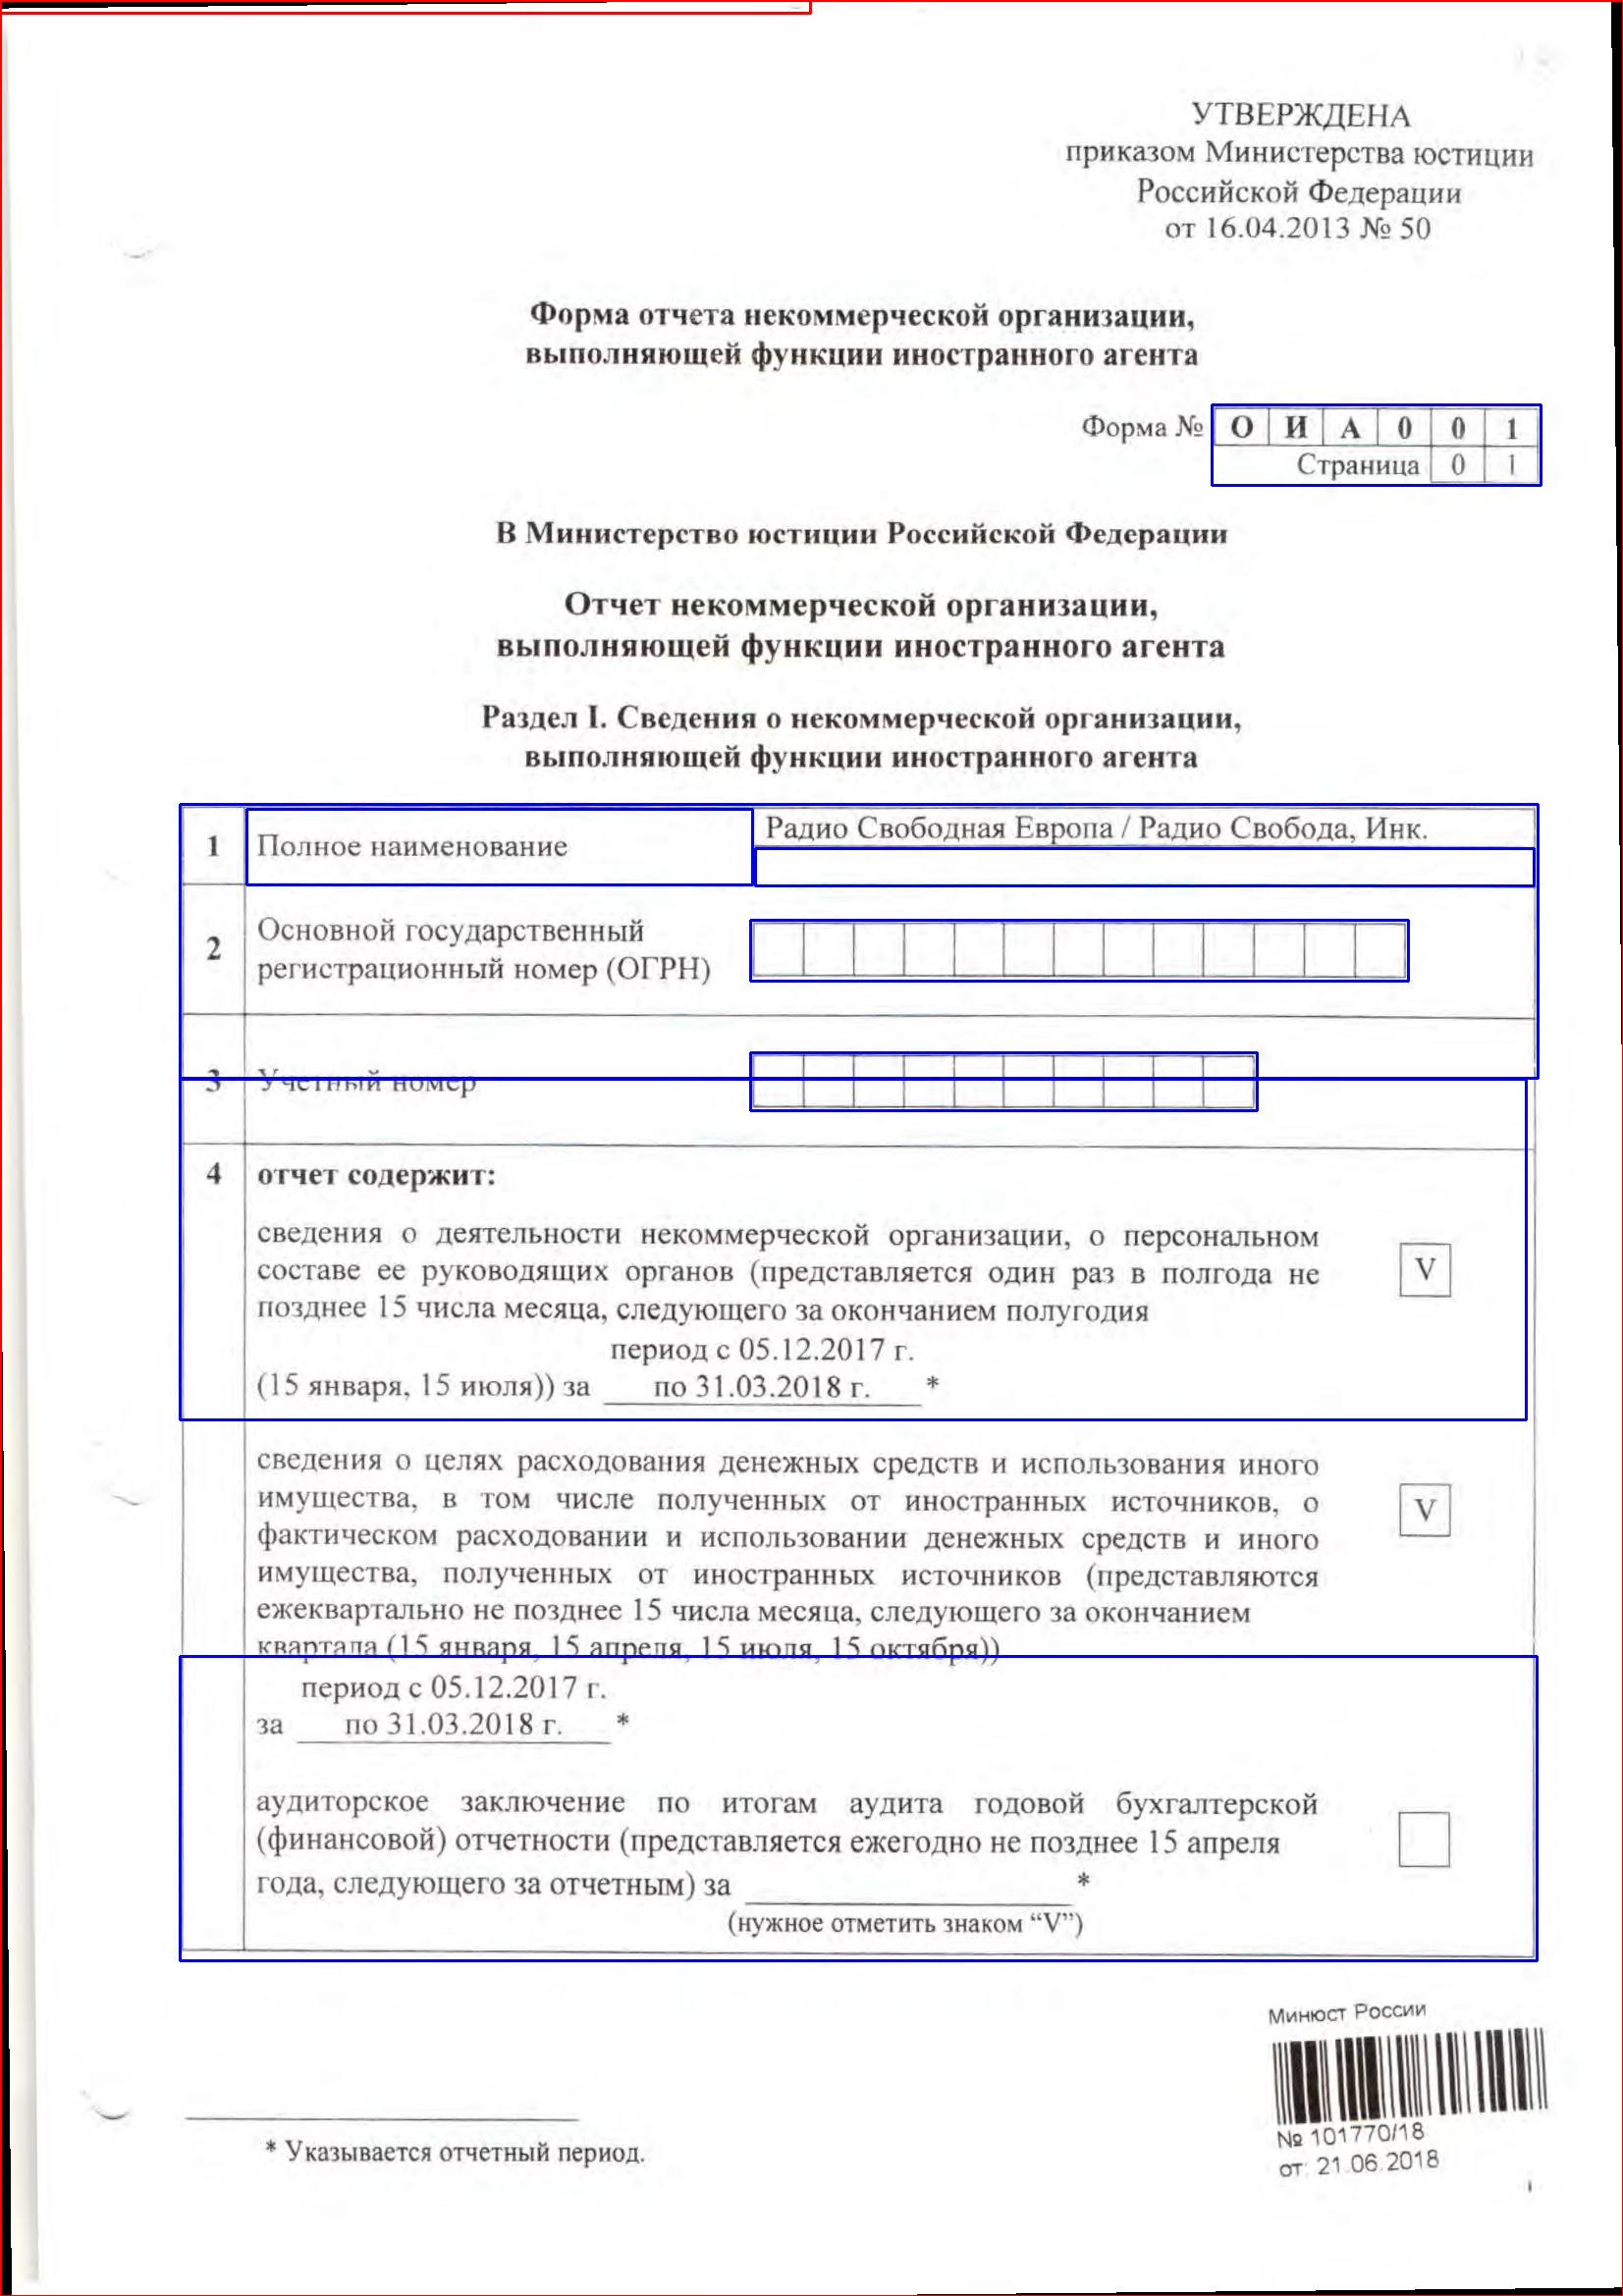 УТВЕРЖДЕНА
приказом Министерства юстиции
Российской Федерации
от 16.04.2013 № 50
Форма отчета некоммерческой организации,
выполняющей функции иностранного агента
Форма № О И А 0 0 1
Страница 0 1
В Министерство юстиции Российской Федерации
Отчет некоммерческой организации,
выполняющей функции иностранного агента
Раздел I. Сведения о некоммерческой организации,
выполняющей функции иностранного агента
1 Полное наименование Радио Свободная Европа / Радио Свобода, Инк.
2 Основной государственный
регистрационный номер (ОГРН)
3 Учетный номер
4 отчет содержит:
сведения о деятельности некоммерческой организации, о персональном
составе ее руководящих органов (представляется один раз в полгода не
позднее 15 числа месяца, следующего за окончанием полугодия
период с 05.12.2017 г.
(15 января, 15 июля)) за по 31.03.2018 г. *
V
сведения о целях расходования денежных средств и использования иного
имущества, в том числе полученных от иностранных источников, о
фактическом расходовании и использовании денежных средств и иного
имущества, полученных от иностранных источников (представляются
ежеквартально не позднее 15 числа месяца, следующего за окончанием
квартала (15 января, 15 апреля, 15 июля, 15 октября))
V
период с 05.12.2017 г.
за по 31.03.2018 г. *
аудиторское заключение по итогам аудита годовой бухгалтерской
(финансовой) отчетности (представляется ежегодно не позднее 15 апреля
года, следующего за отчетным) за *
(нужное отметить знаком “V”)
Минюст России
№ 101770/18
от: 21.06.2018
* Указывается отчетный период.